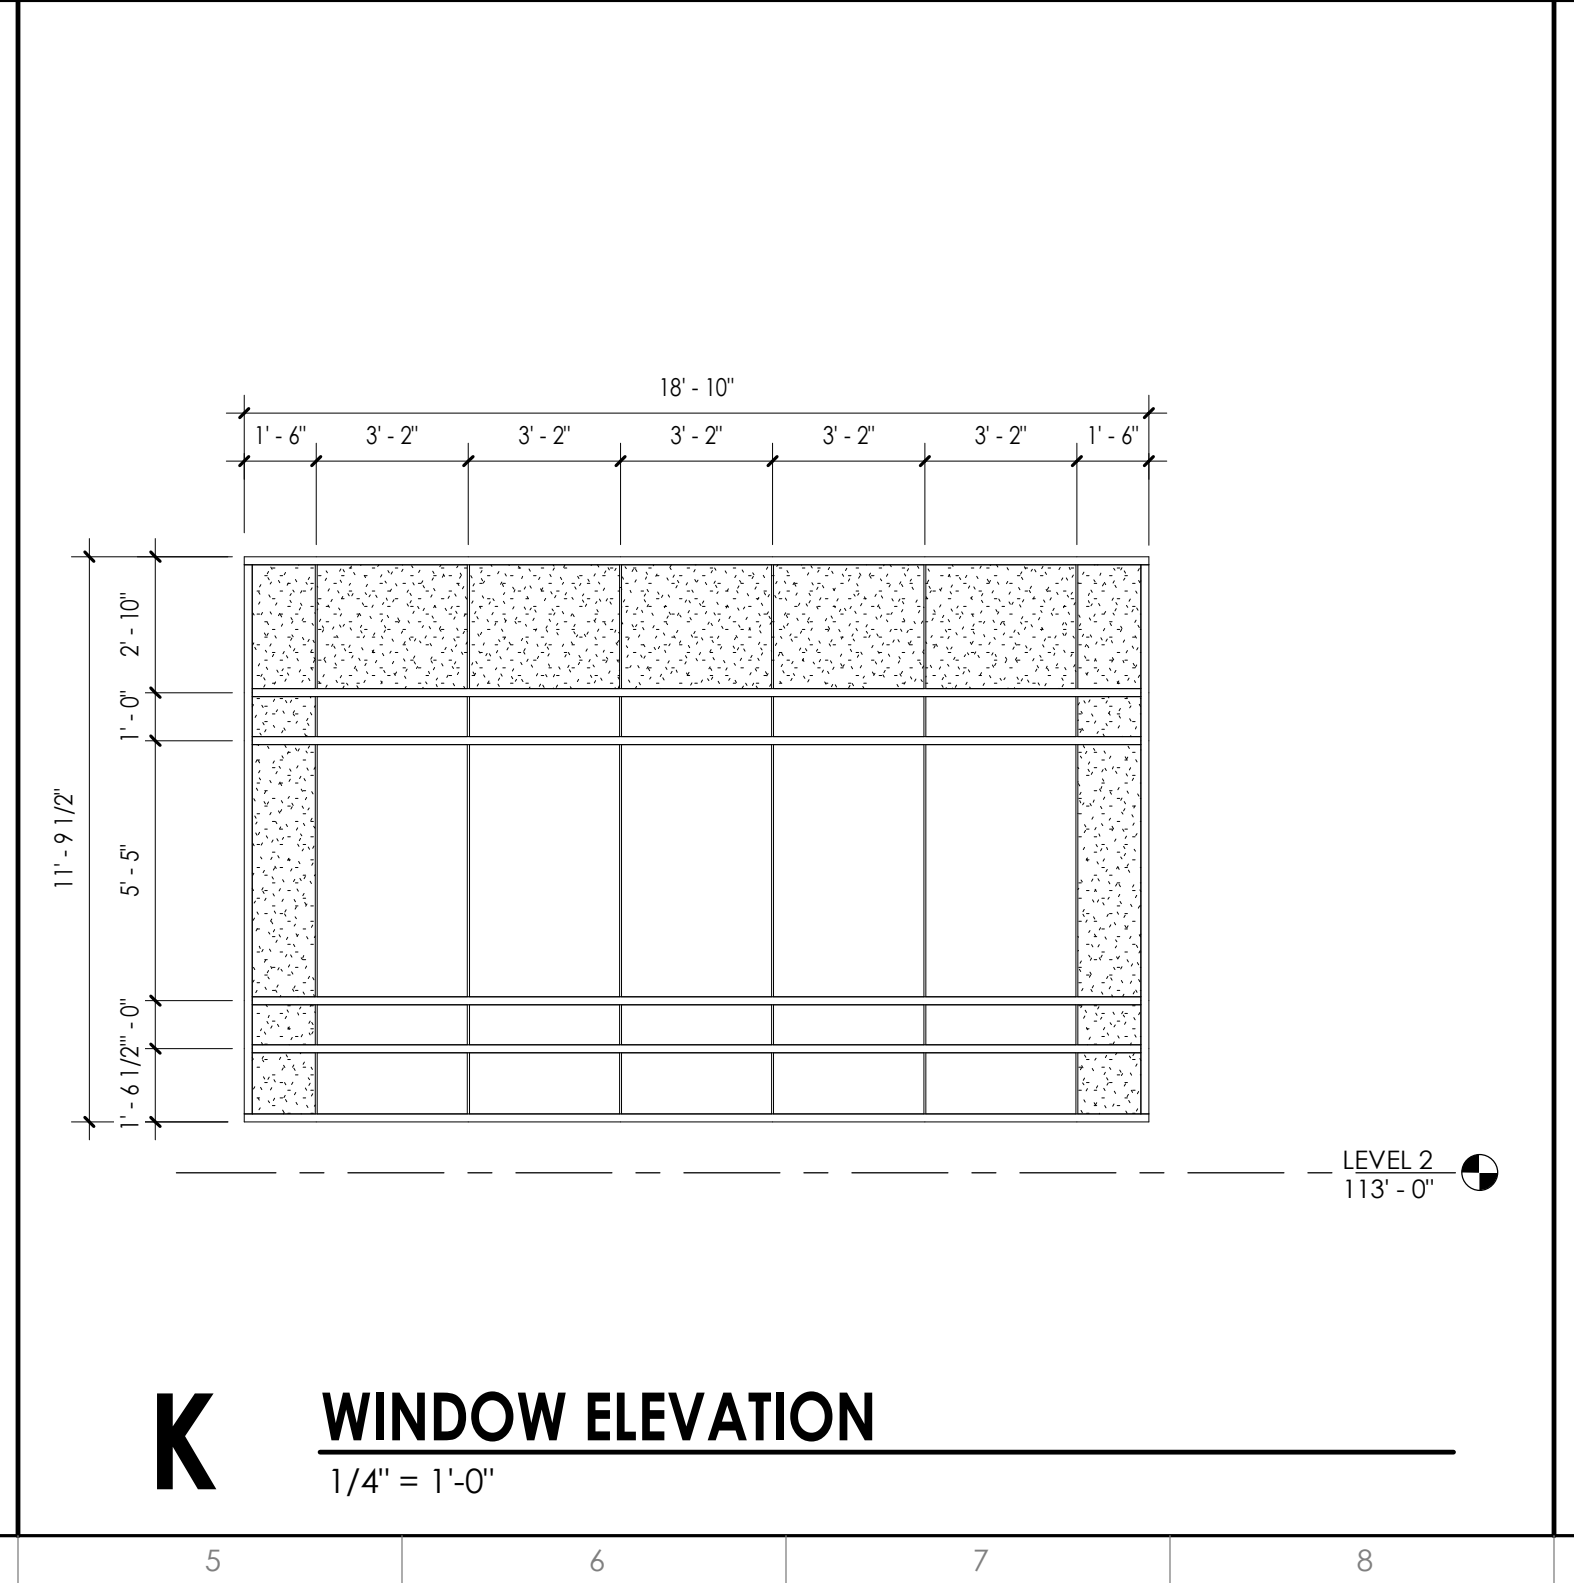 18' - 10"
1' - 6" 3' - 2" 3' - 2" 3' - 2" 3' - 2" 3' - 2" 1' - 6"
2' - 10"
1' - 0"
11' - 9 1/2"
5' - 5"
' - 0"
1' - 6 1/2"
LEVEL 2
113' - 0"
K WINDOW ELEVATION
1/4" = 1'-0"
5 6 7 8